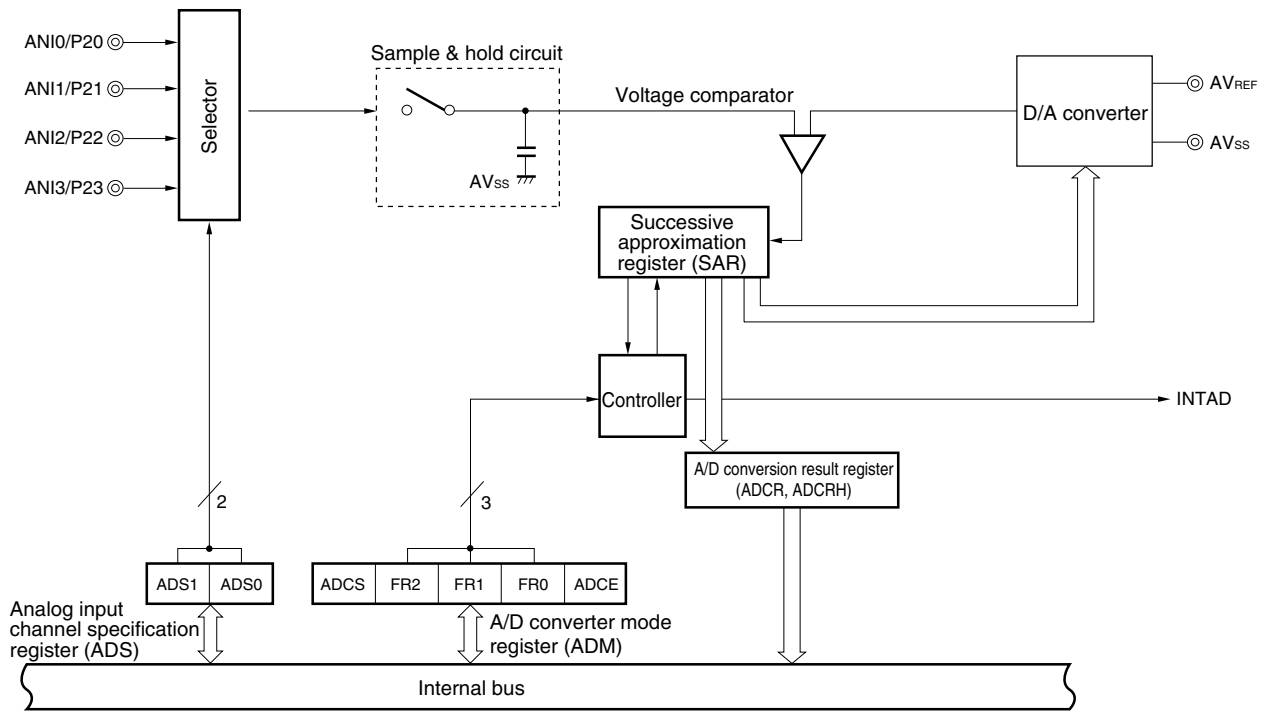 ANI0/P20
ANI1/P21
ANI2/P22
ANI3/P23
Selector
Sample & hold circuit
AVSS
Voltage comparator
D/A converter
AVREF
AVSS
Successive
approximation
register (SAR)
Controller
INTAD
A/D conversion result register
(ADCR, ADCRH)
2
3
ADS1 ADS0
ADCS FR2 FR1 FR0 ADCE
Analog input
channel specification
register (ADS)
A/D converter mode
register (ADM)
Internal bus